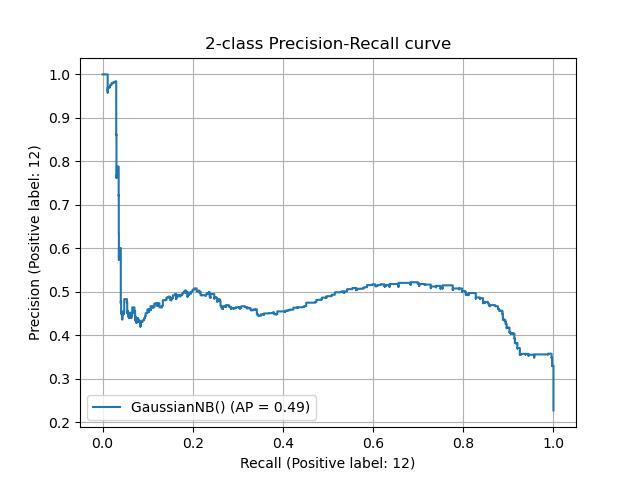 2-class Precision-Recall curve
Precision (Positive label: 12)
1.0
0.9
0.8
0.7
0.6
0.5
0.4
0.3
0.2
GaussianNB() (AP = 0.49)
0.0 0.2 0.4 0.6 0.8 1.0
Recall (Positive label: 12)